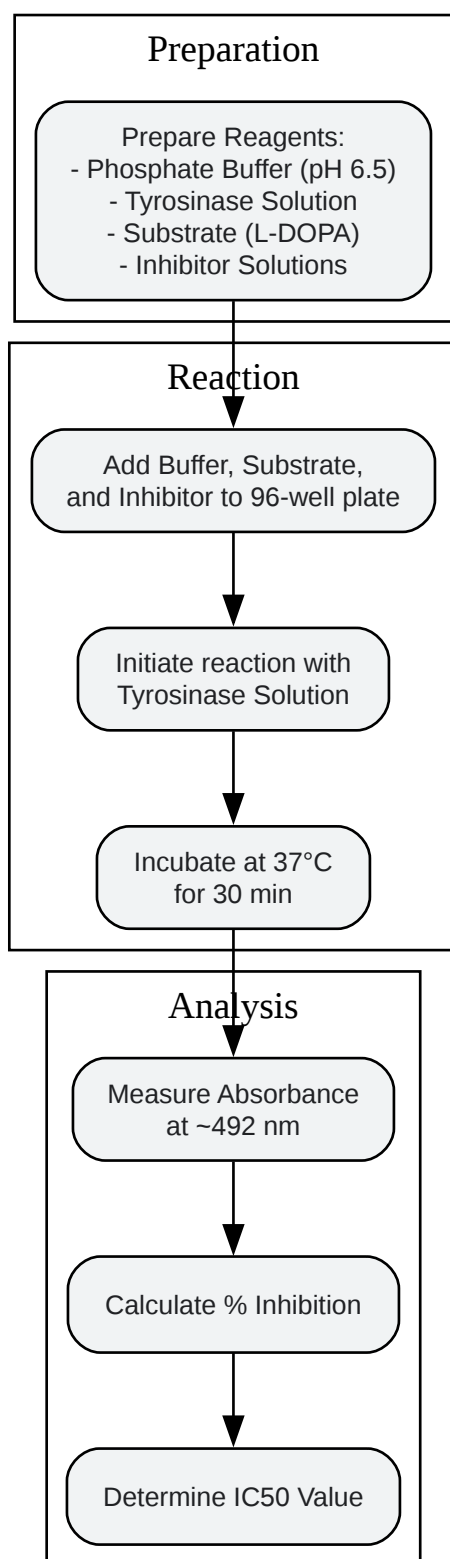 Preparation
Prepare Reagents:
- Phosphate Buffer (pH 6.5)
- Tyrosinase Solution
- Substrate (L-DOPA)
- Inhibitor Solutions
Reaction
Add Buffer, Substrate,
and Inhibitor to 96-well plate
Initiate reaction with
Tyrosinase Solution
Incubate at 37°C
for 30 min
Analysis
Measure Absorbance
at ~492 nm
Calculate % Inhibition
Determine IC50 Value